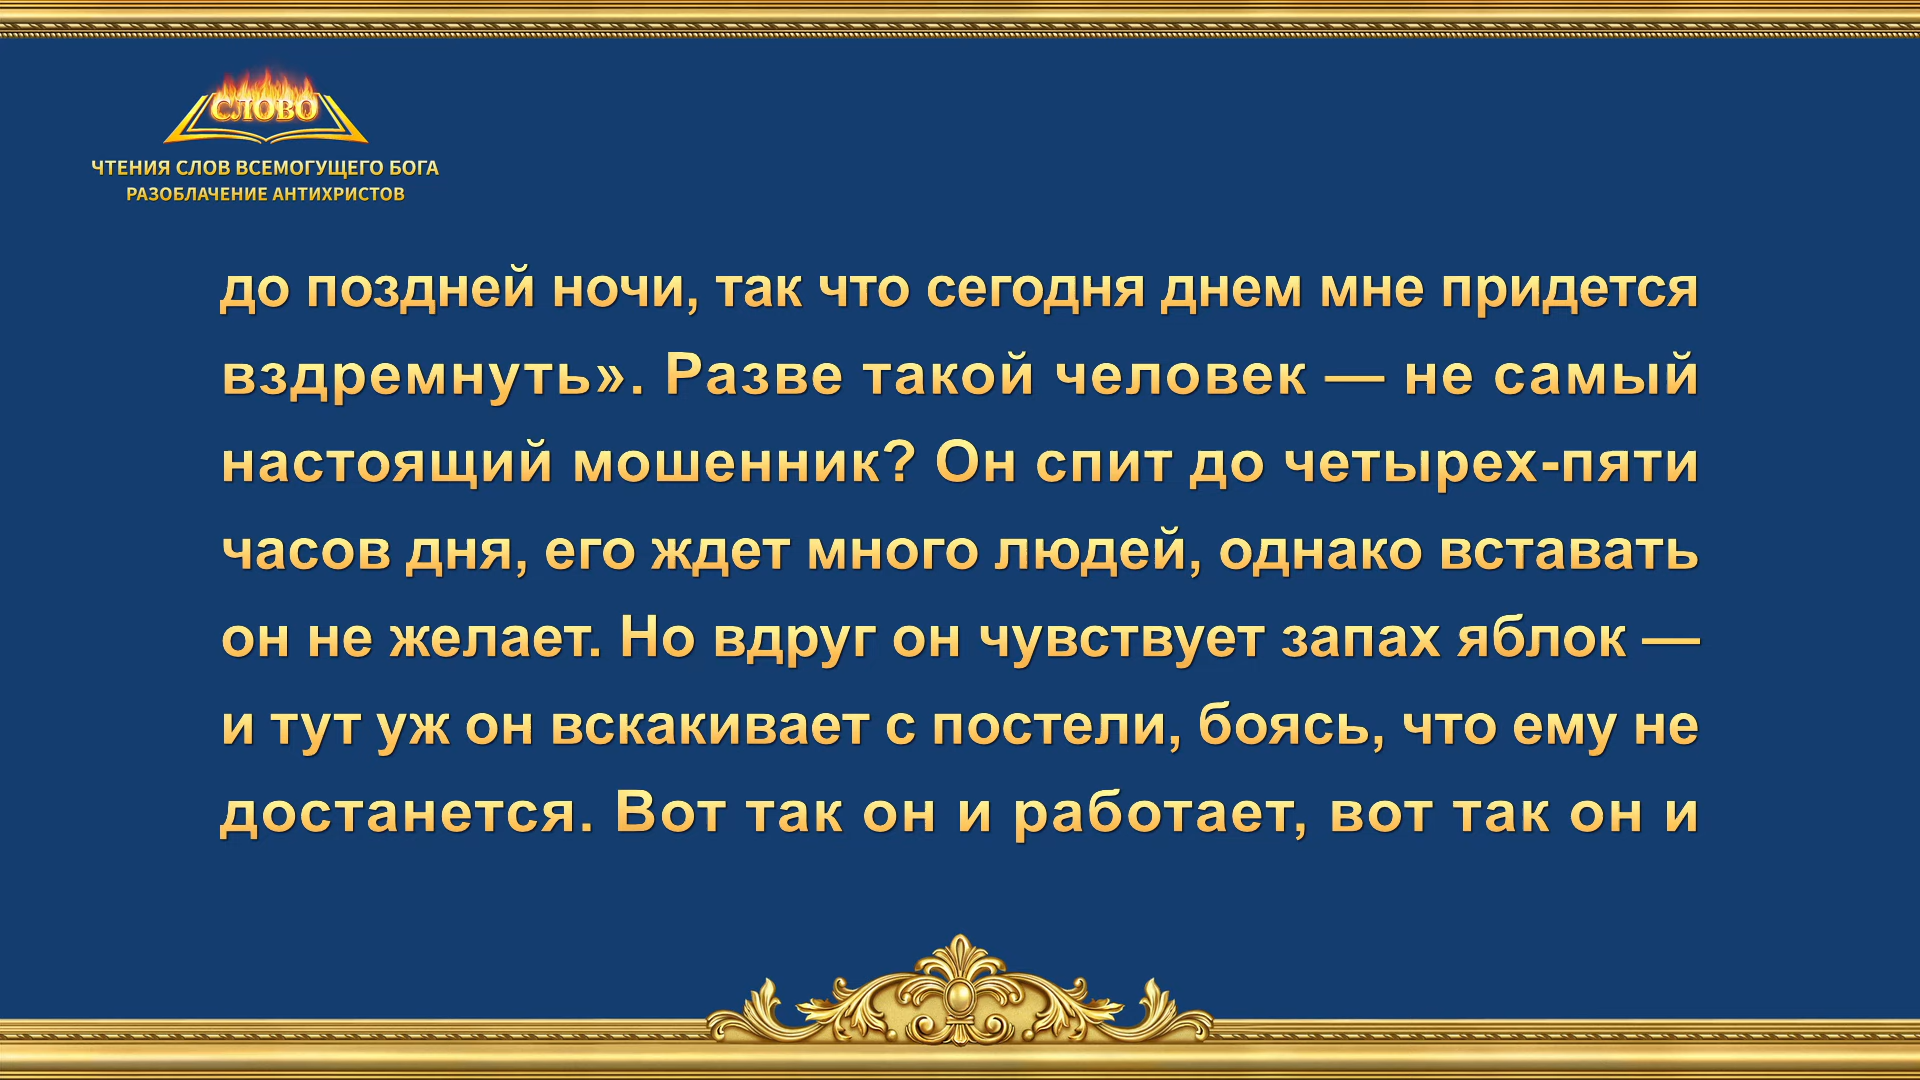 СЛОВО
ЧТЕНИЯ СЛОВ ВСЕМОГУЩЕГО БОГА
РАЗОБЛАЧЕНИЕ АНТИХРИСТОВ
до поздней ночи, так что сегодня днем мне придется
вздремнуть». Разве такой человек — не самый
настоящий мошенник? Он спит до четырех-пяти
часов дня, его ждет много людей, однако вставать
он не желает. Но вдруг он чувствует запах яблок —
и тут уж он вскакивает с постели, боясь, что ему не
достанется. Вот так он и работает, вот так он и